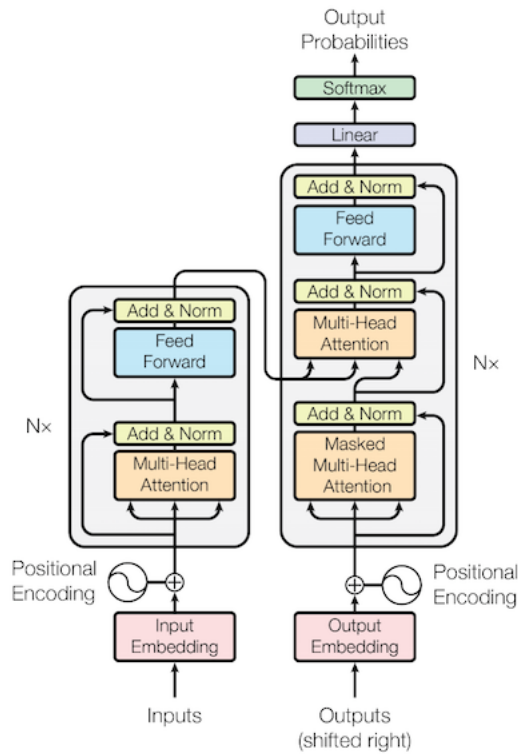 Output
Probabilities
Softmax
Linear
Add & Norm
Feed
Forward
Add & Norm
Multi-Head
Attention
Add & Norm
Masked
Multi-Head
Attention
Nx
Add & Norm
Feed
Forward
Add & Norm
Multi-Head
Attention
Nx
Positional
Encoding
Positional
Encoding
Input
Embedding
Output
Embedding
Inputs
Outputs
(shifted right)